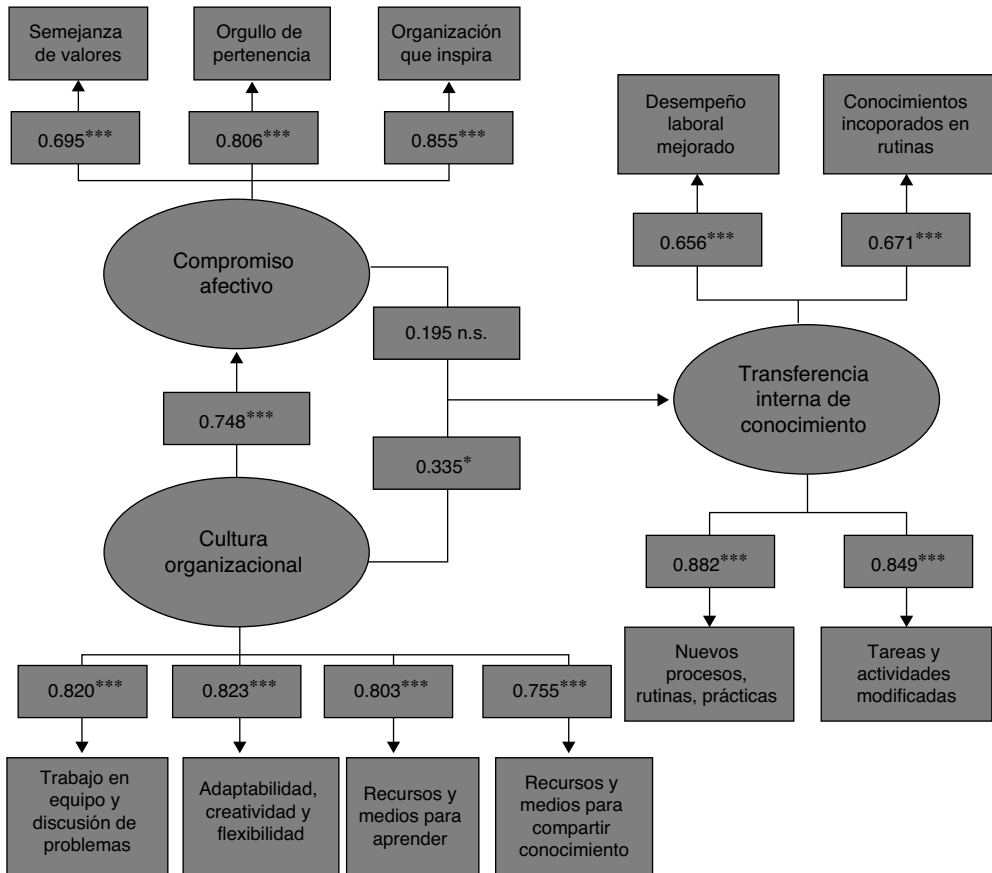 Semejanza
de valores
Orgullo de
pertenencia
Organización
que inspira
0.695***
0.806***
0.855***
Desempeño
laboral
mejorado
Conocimientos
incoporados en
rutinas
0.656***
0.671***
Compromiso
afectivo
0.195 n.s.
0.748***
0.335*
Transferencia
interna de
conocimiento
Cultura
organizacional
0.882***
0.849***
Nuevos
procesos,
rutinas, prácticas
Tareas y
actividades
modificadas
0.820***
0.823***
0.803***
0.755***
Trabajo en
equipo y
discusión de
problemas
Adaptabilidad,
creatividad y
flexibilidad
Recursos y
medios para
aprender
Recursos y
medios para
compartir
conocimiento